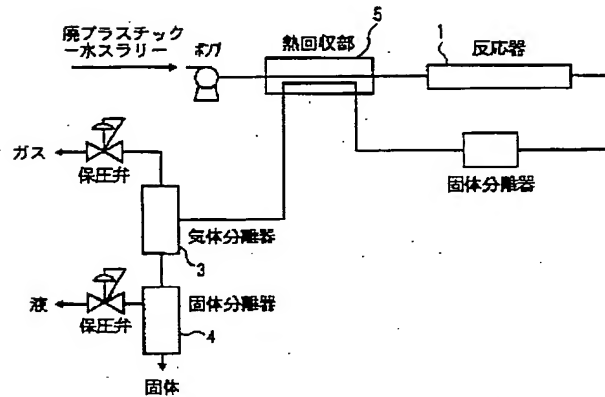 廃プラスチック
ー水スラリー
ポンプ
熱回収部
5
1
反応器
固体分離器
ガス
保圧弁
気体分離器
3
液
保圧弁
固体分離器
4
固体